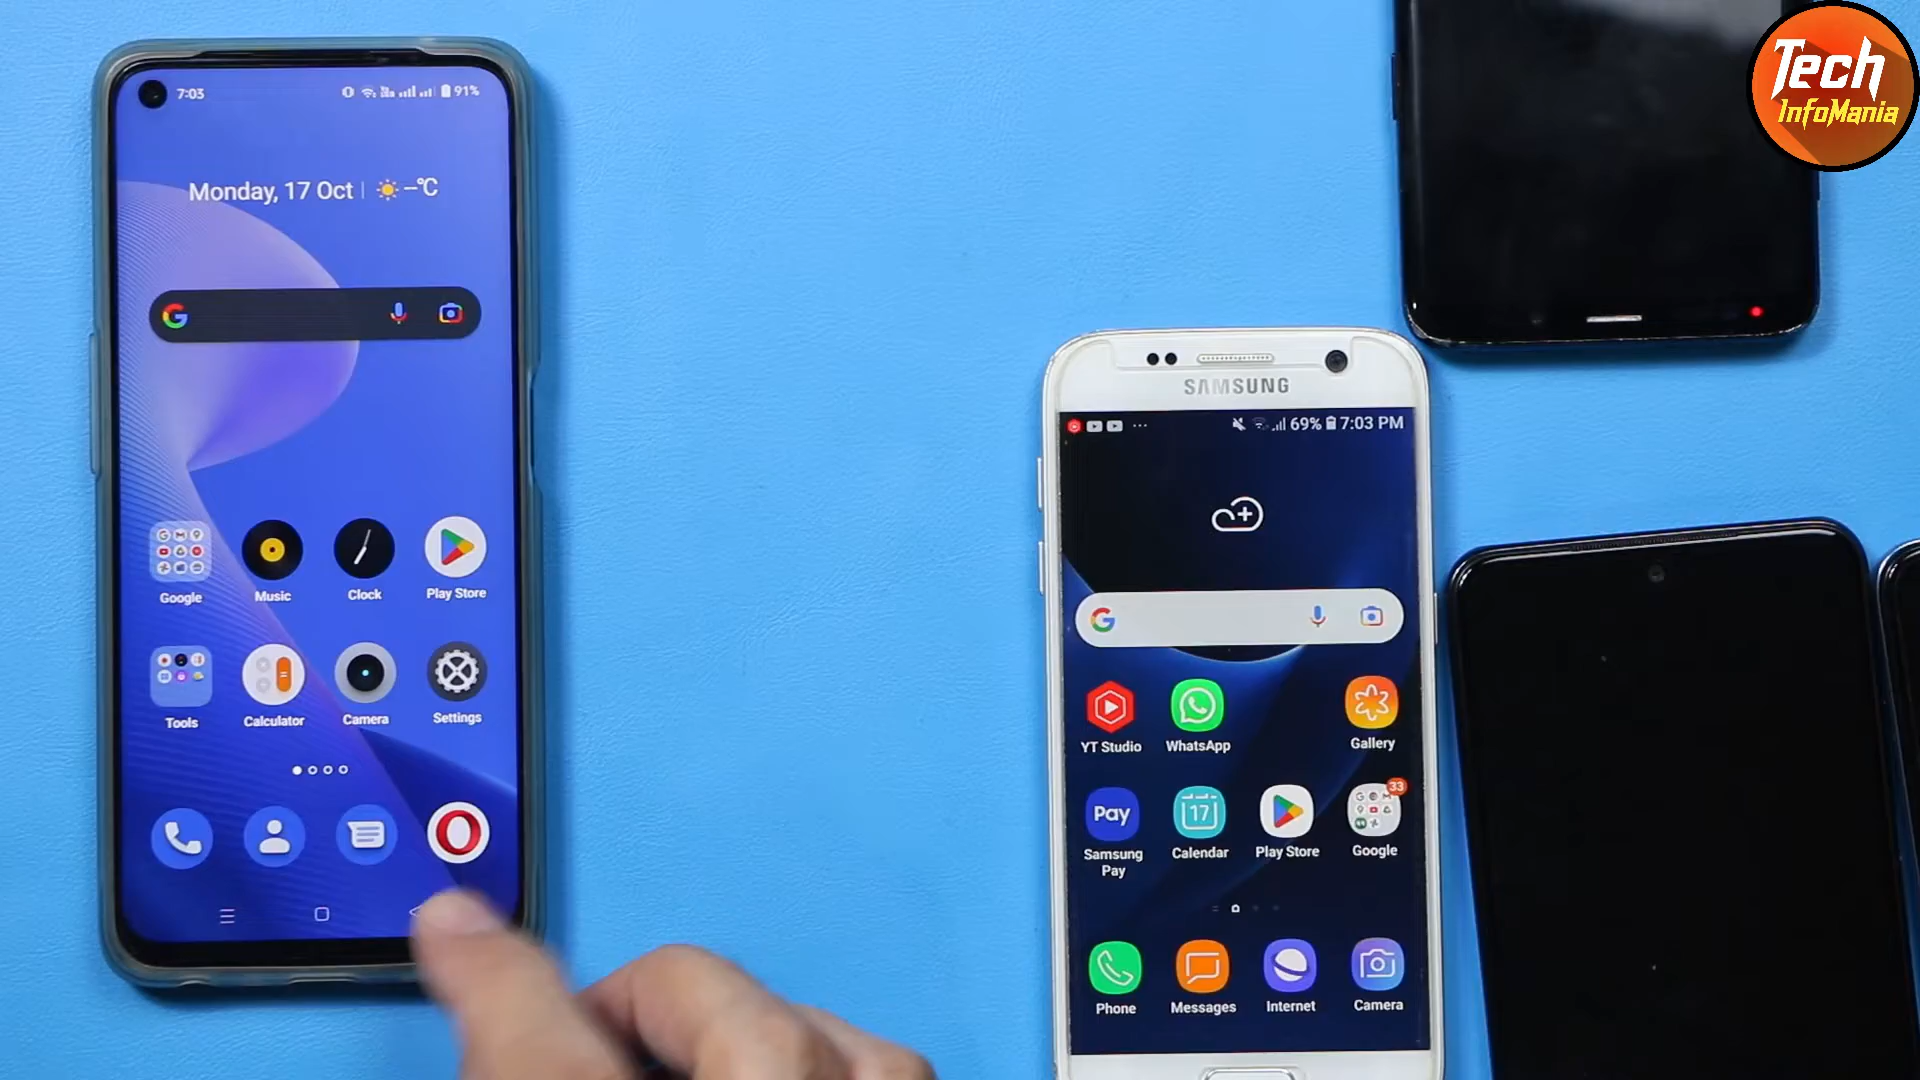 Tech
InfoMania
7:03
91%
Monday, 17 Oct
--°C
Google
Music
Clock
Play Store
Tools
Calculator
Camera
Settings
SAMSUNG
69%
7:03 PM
YT Studio
WhatsApp
Gallery
33
Pay
17
Samsung
Pay
Calendar
Play Store
Google
Phone
Messages
Internet
Camera